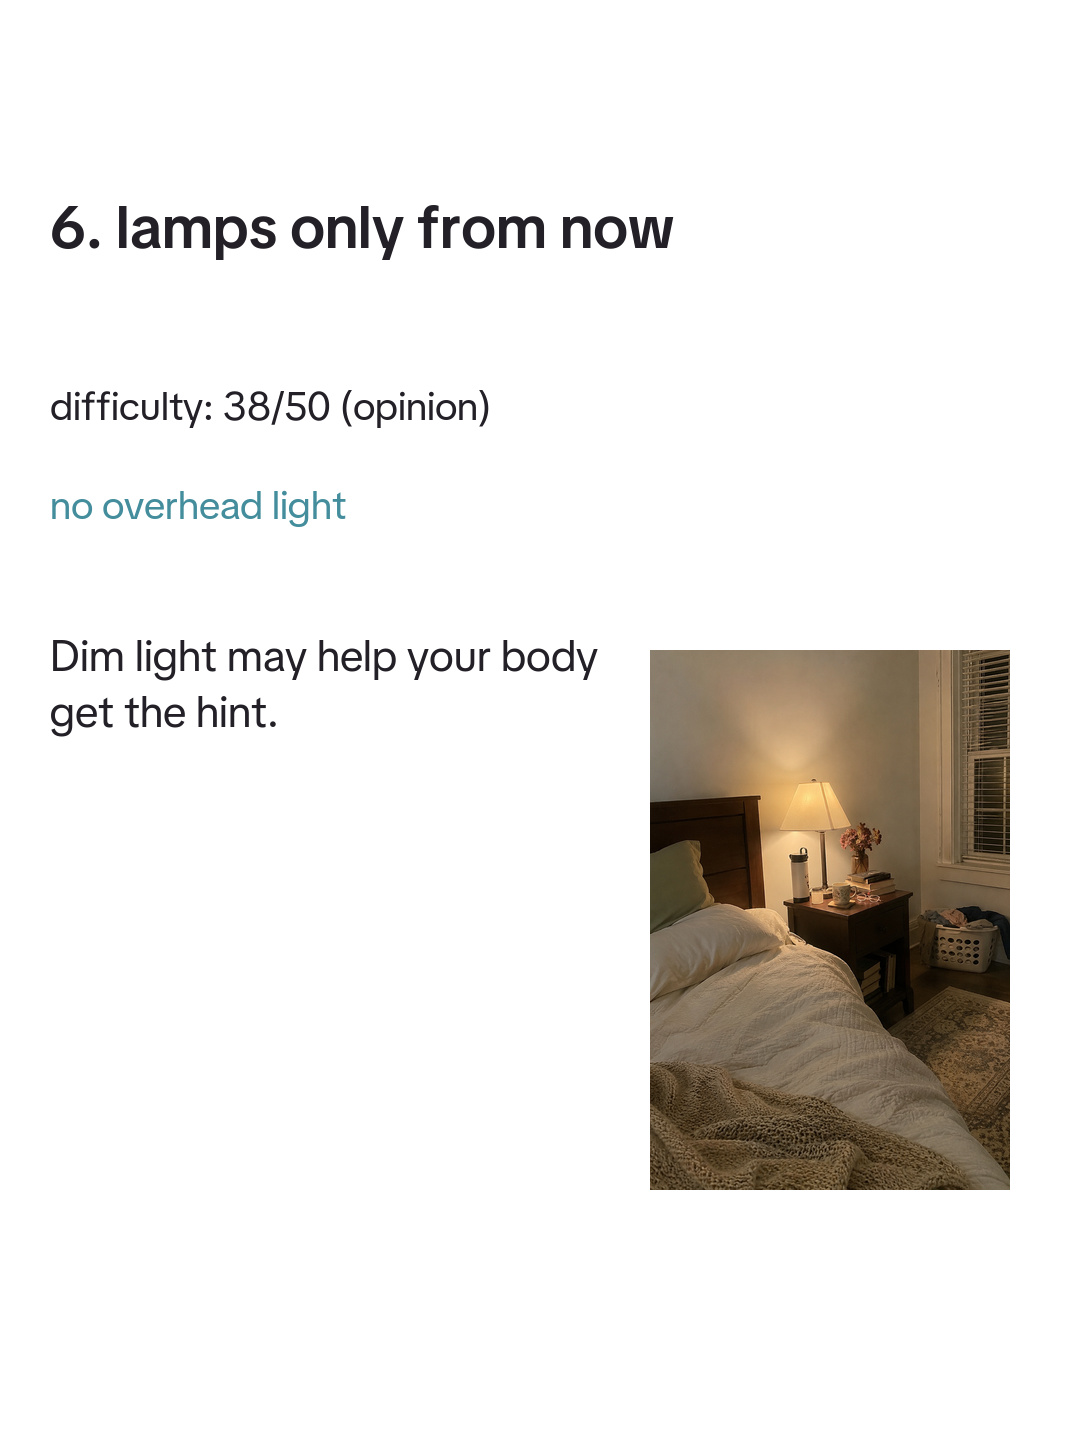 6. lamps only from now
difficulty: 38/50 (opinion)
no overhead light
Dim light may help your body
get the hint.